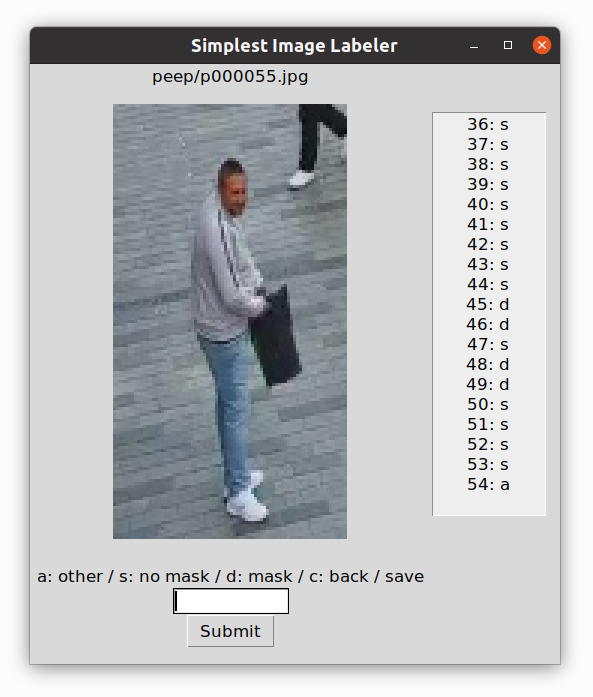 Simplest Image Labeler
peep/p000055.jpg
36: s
37: s
38: s
39: s
40: s
41: s
42: s
43: s
44: s
45: d
46: d
47: s
48: d
49: d
50: s
51: s
52: s
53: s
54: a
a: other / s: no mask / d: mask / c: back / save
Submit